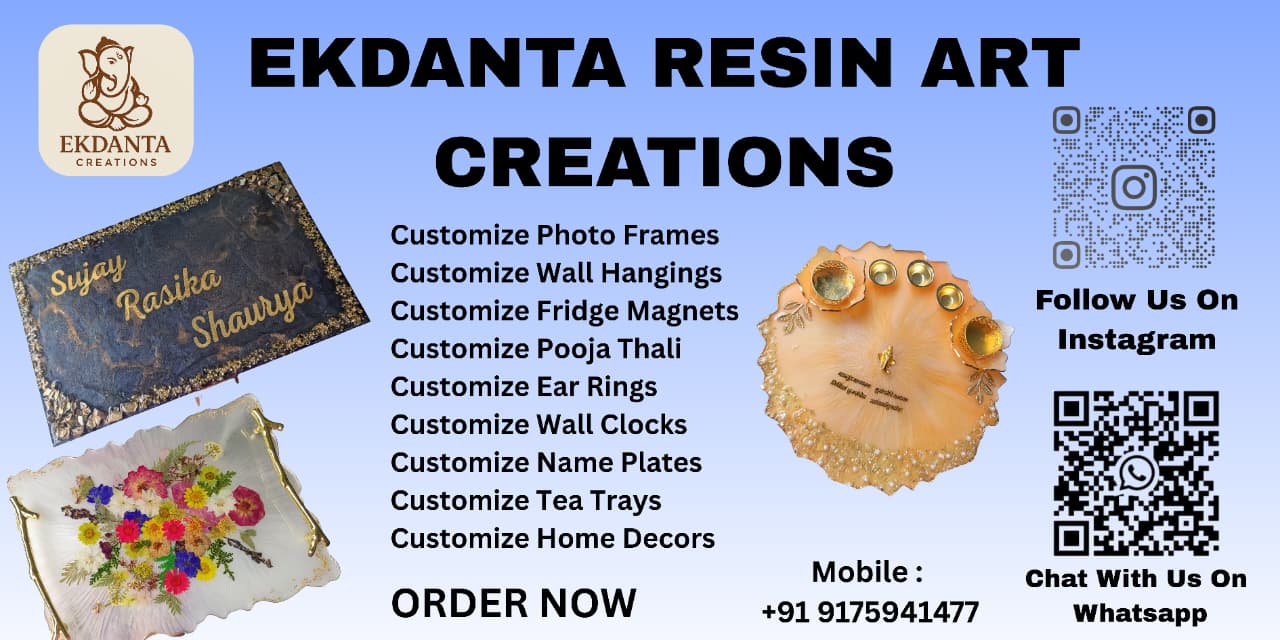 EKDANTA
CREATIONS
EKDANTA RESIN ART
CREATIONS
Sujay
Rasika
Shaurya
Customize Photo Frames
Customize Wall Hangings
Customize Fridge Magnets
Customize Pooja Thali
Customize Ear Rings
Customize Wall Clocks
Customize Name Plates
Customize Tea Trays
Customize Home Decors
ORDER NOW
Mobile :
+91 9175941477
Follow Us On
Instagram
Chat With Us On
Whatsapp